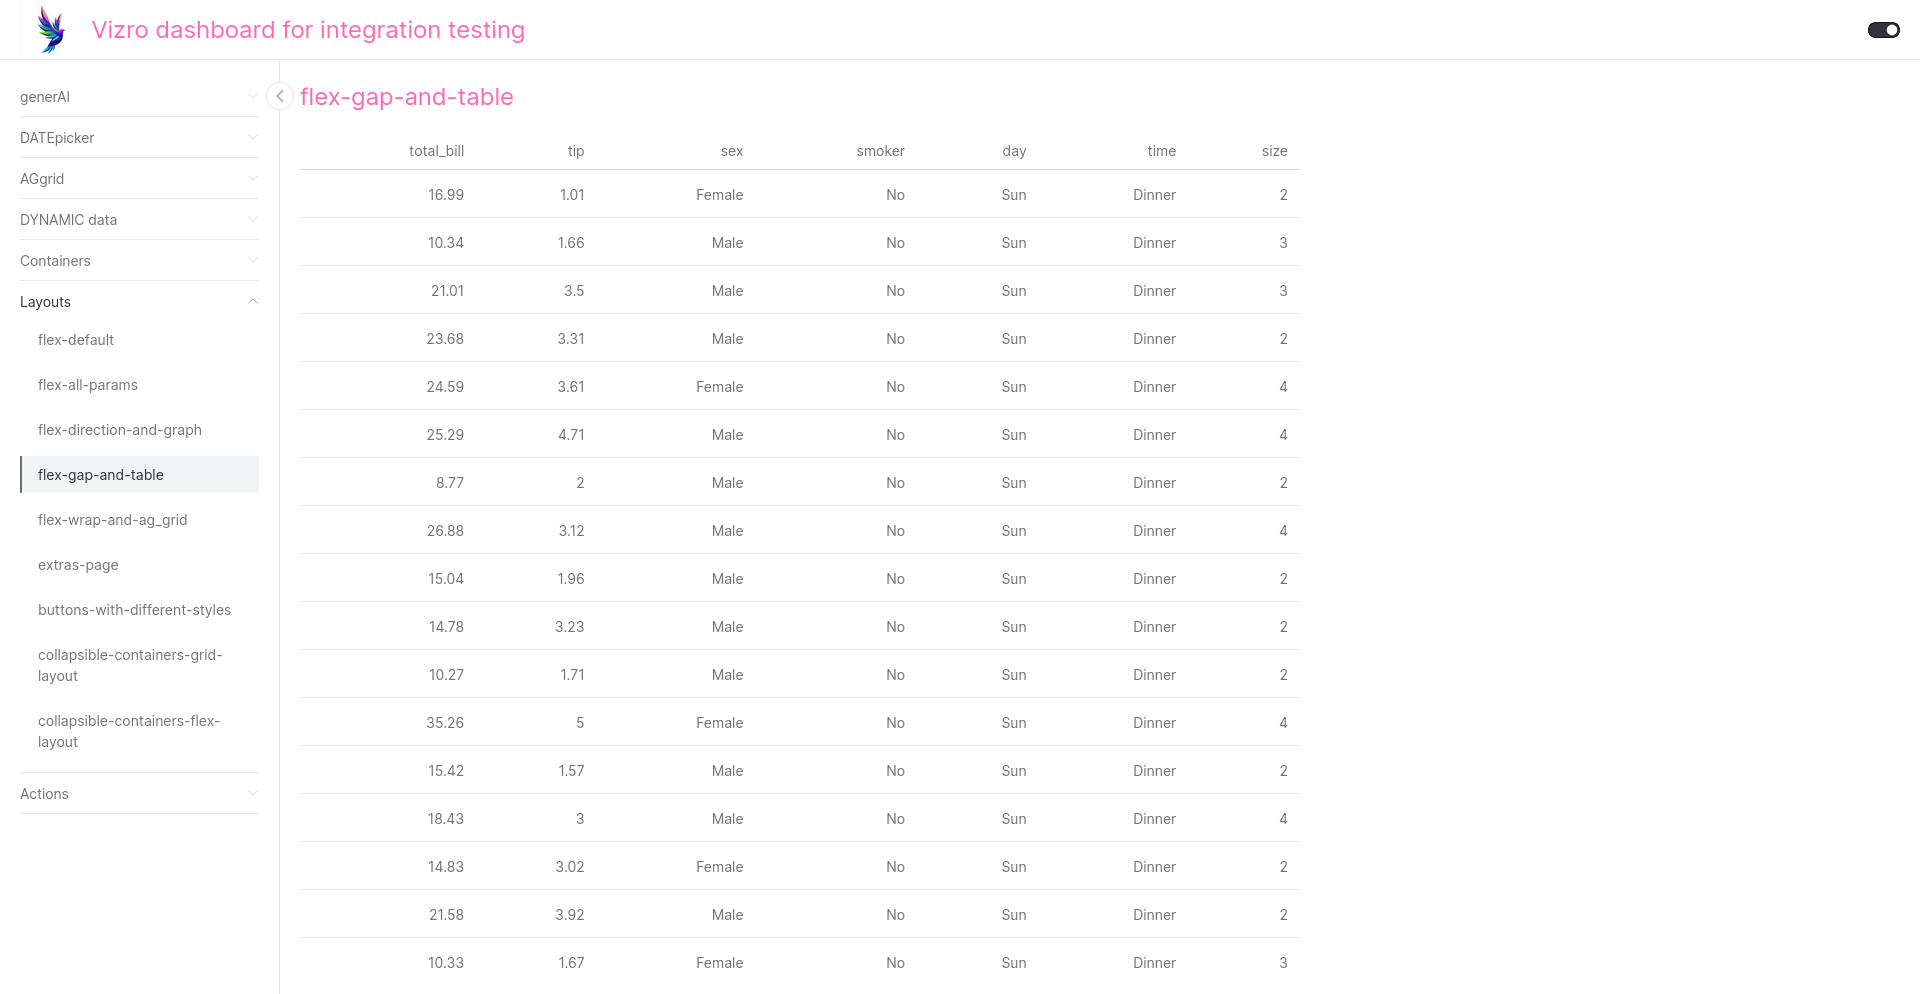 Vizro dashboard for integration testing
generAI
DATEpicker
AGgrid
DYNAMIC data
Containers
Layouts
flex-default
flex-all-params
flex-direction-and-graph
flex-gap-and-table
flex-wrap-and-ag_grid
extras-page
buttons-with-different-styles
collapsible-containers-grid-
layout
collapsible-containers-flex-
layout
Actions
flex-gap-and-table
total_bill tip sex smoker day time size
16.99 1.01 Female No Sun Dinner 2
10.34 1.66 Male No Sun Dinner 3
21.01 3.5 Male No Sun Dinner 3
23.68 3.31 Male No Sun Dinner 2
24.59 3.61 Female No Sun Dinner 4
25.29 4.71 Male No Sun Dinner 4
8.77 2 Male No Sun Dinner 2
26.88 3.12 Male No Sun Dinner 4
15.04 1.96 Male No Sun Dinner 2
14.78 3.23 Male No Sun Dinner 2
10.27 1.71 Male No Sun Dinner 2
35.26 5 Female No Sun Dinner 4
15.42 1.57 Male No Sun Dinner 2
18.43 3 Male No Sun Dinner 4
14.83 3.02 Female No Sun Dinner 2
21.58 3.92 Male No Sun Dinner 2
10.33 1.67 Female No Sun Dinner 3